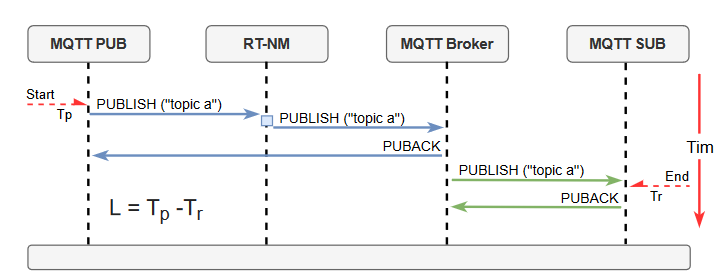 MQTT PUB
RT-NM
MQTT Broker
MQTT SUB
Start
Tp
PUBLISH ("topic a")
PUBLISH ("topic a")
PUBACK
Tim
PUBLISH ("topic a")
End
Tr
PUBACK
L = Tp -Tr